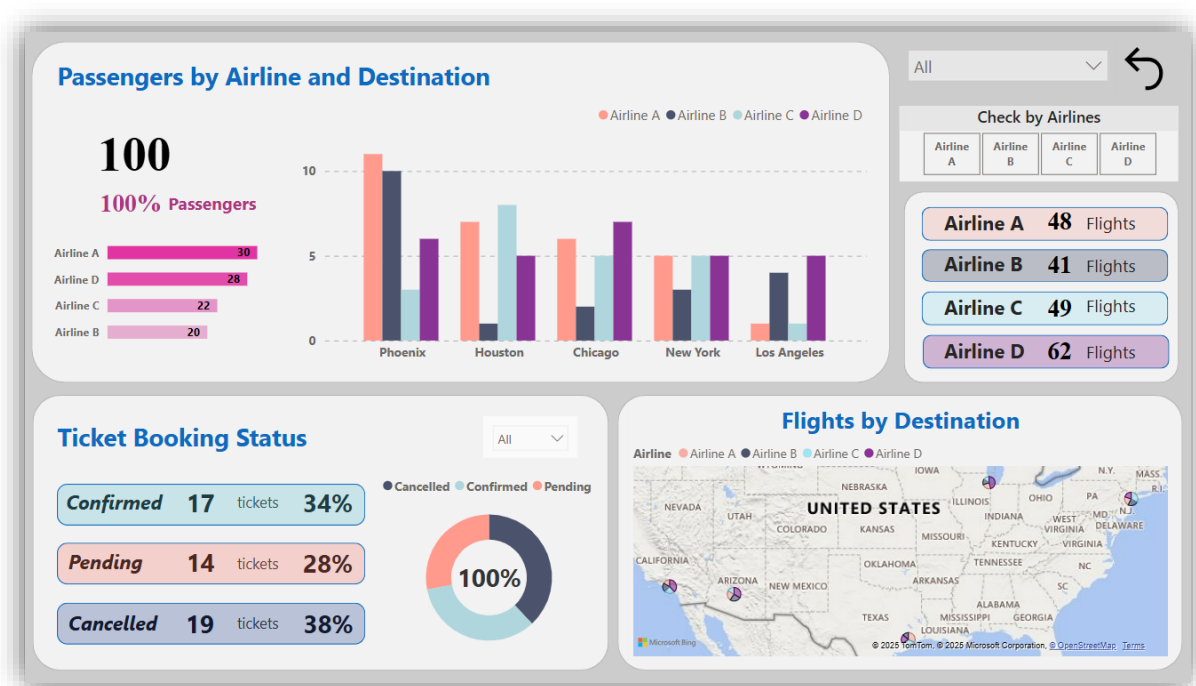 Passengers by Airline and Destination
All
Airline A Airline B Airline C Airline D
Check by Airlines
Airline A
Airline B
Airline C
Airline D
100
100% Passengers
Airline A 30
Airline D 28
Airline C 22
Airline B 20
10
5
0
Phoenix Houston Chicago New York Los Angeles
Airline A 48 Flights
Airline B 41 Flights
Airline C 49 Flights
Airline D 62 Flights
Ticket Booking Status
All
Cancelled Confirmed Pending
Confirmed 17 tickets 34%
Pending 14 tickets 28%
Cancelled 19 tickets 38%
100%
Flights by Destination
Airline Airline A Airline B Airline C Airline D
IOWA
N.Y.
MASS.
R.I.
NEBRASKA
NEVADA
UTAH
UNITED STATES
ILLINOIS
OHIO
PA
N.J.
INDIANA
COLORADO
KANSAS
MISSOURI
WEST VIRGINIA
MD.
DELAWARE
KENTUCKY
VIRGINIA
CALIFORNIA
OKLAHOMA
TENNESSEE
NC
ARIZONA
NEW MEXICO
ARKANSAS
SC
ALABAMA
TEXAS
MISSISSIPPI
GEORGIA
LOUISIANA
Microsoft Bing
© 2025 TomTom, © 2025 Microsoft Corporation, © OpenStreetMap Terms